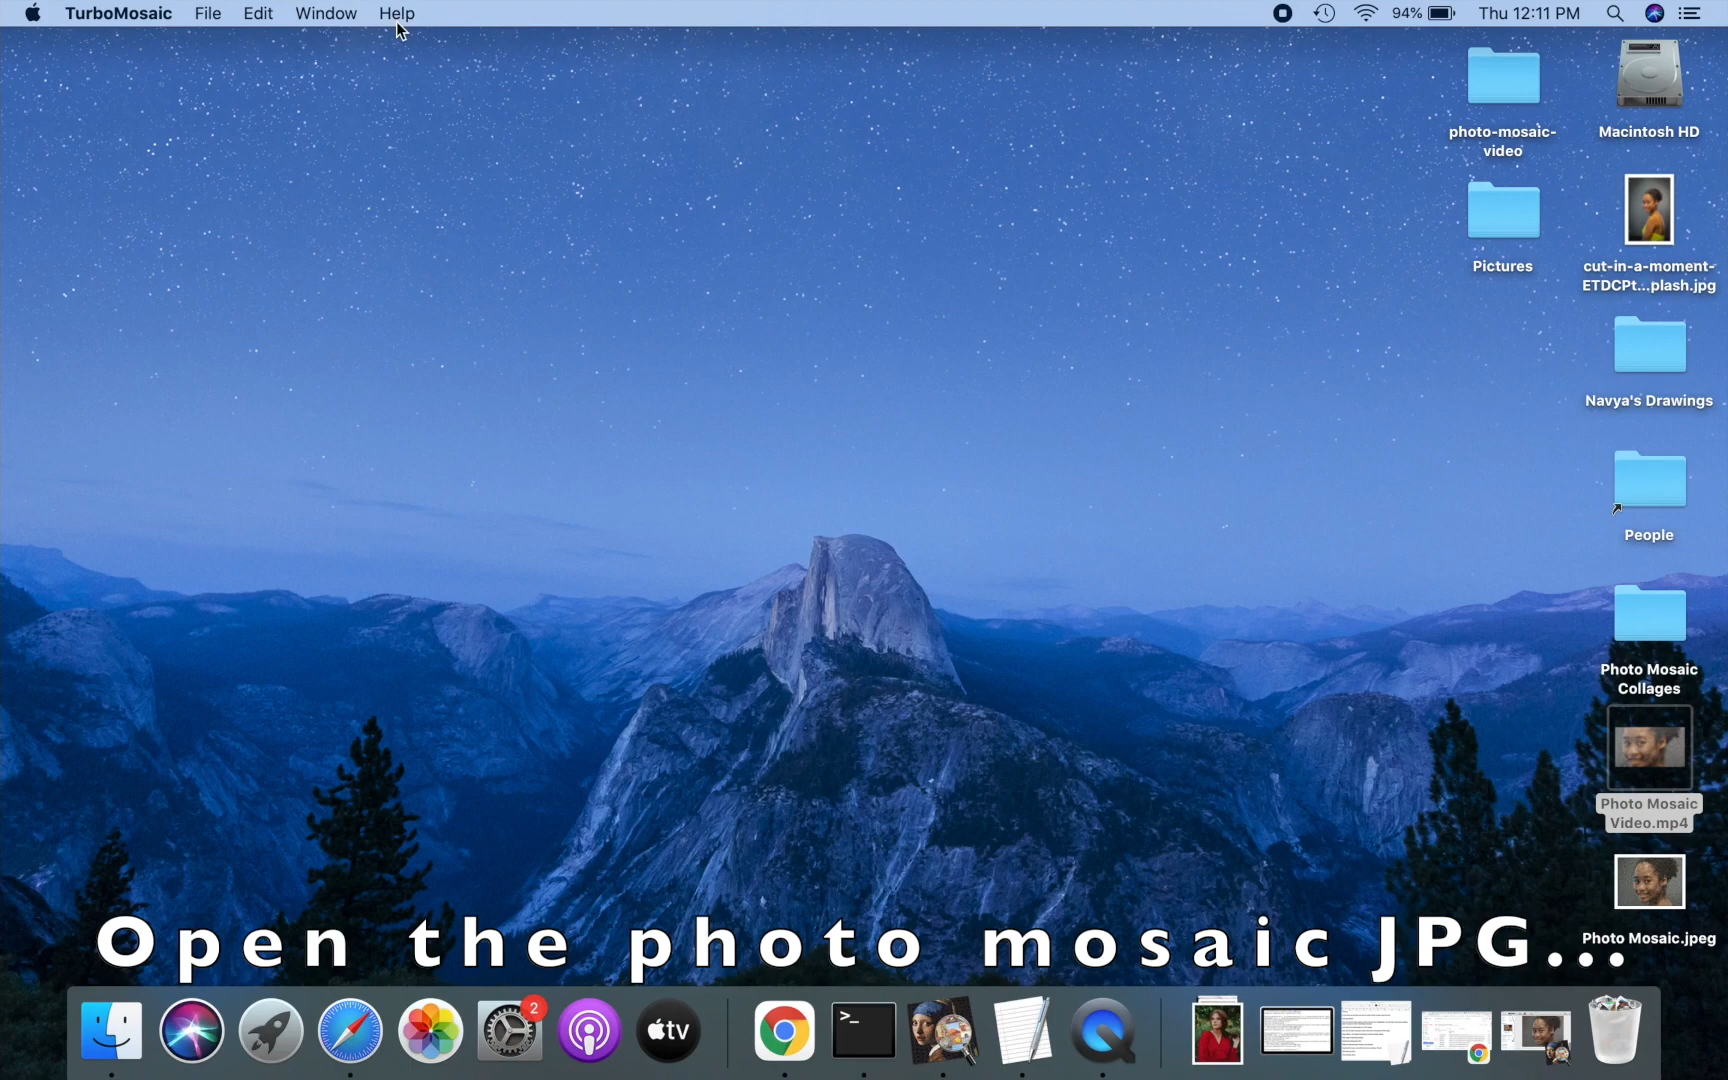 TurboMosaic File Edit Window Help 94% Thu 12:11 PM
photo-mosaic-
video
Macintosh HD
Pictures
cut-in-a-moment-
ETDCPt...plash.jpg
Navya's Drawings
People
Photo Mosaic
Collages
Photo Mosaic
Video.mp4
Photo Mosaic.jpeg
Open the photo mosaic JPG...
2
>_
tv